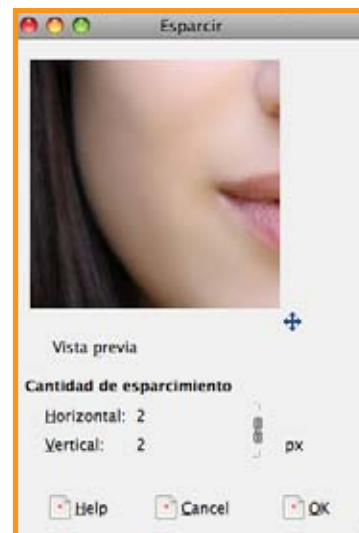 Esparcir
Vista previa
Cantidad de esparcimiento
Horizontal: 2
Vertical: 2 px
Help Cancel OK